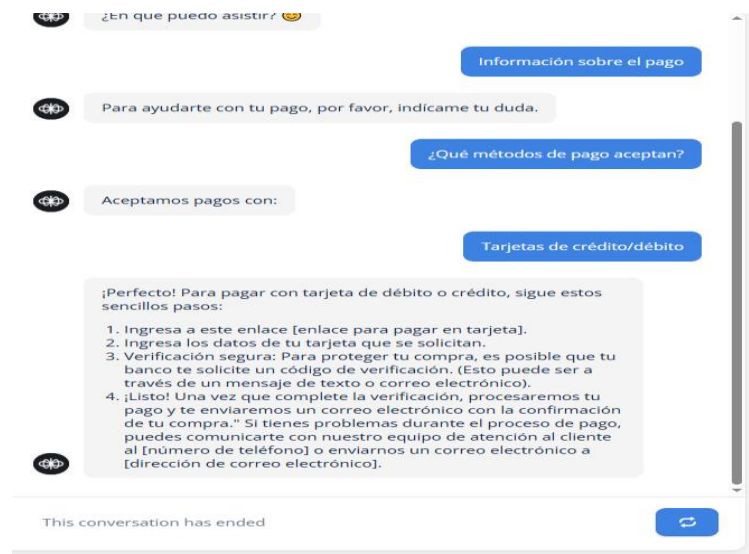 ¿En qué puedo asistir?
Información sobre el pago
Para ayudarte con tu pago, por favor, indícame tu duda.
¿Qué métodos de pago aceptan?
Aceptamos pagos con:
Tarjetas de crédito/débito
¡Perfecto! Para pagar con tarjeta de débito o crédito, sigue estos
sencillos pasos:
1. Ingresa a este enlace [enlace para pagar en tarjeta].
2. Ingresa los datos de tu tarjeta que se solicitan.
3. Verificación segura: Para proteger tu compra, es posible que tu
banco te solicite un código de verificación. (Esto puede ser a
través de un mensaje de texto o correo electrónico).
4. ¡Listo! Una vez que complete la verificación, procesaremos tu
pago y te enviaremos un correo electrónico con la confirmación
de tu compra." Si tienes problemas durante el proceso de pago,
puedes comunicarte con nuestro equipo de atención al cliente
al [número de teléfono] o enviarnos un correo electrónico a
[dirección de correo electrónico].
This conversation has ended